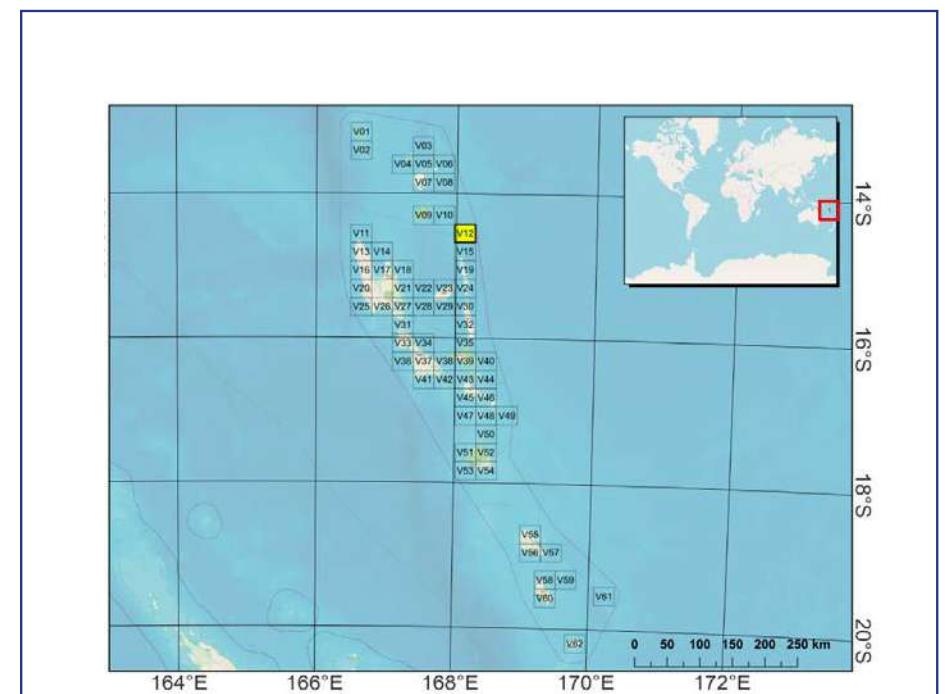 V01
V02 V03
V04 V05 V06
V07 V08
14°S
V09 V10
V11 V12
V13 V14 V15
V16 V17 V18 V19
V20 V21 V22 V23 V24
V25 V26 V27 V28 V29 V30
V31 V32
16°S
V33 V34 V35
V36 V37 V38 V39 V40
V41 V42 V43 V44
V45 V46
V47 V48 V49
V50
V51 V52
V53 V54
18°S
V55
V56 V57
V58 V59
V60 V61
V62
20°S
0 50 100 150 200 250 km
164°E 166°E 168°E 170°E 172°E